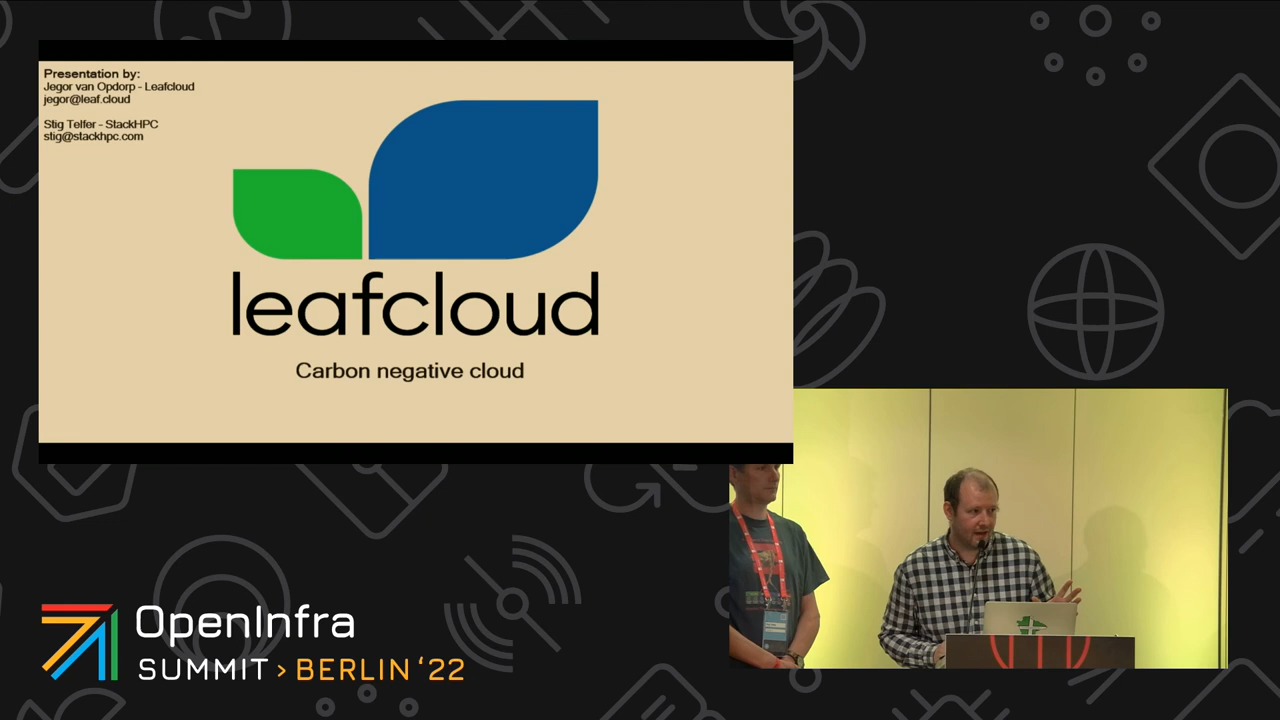 Presentation by:
Jegor van Opdorp - Leafcloud
jegor@leaf.cloud
Stig Telfer - StackHPC
stig@stackhpc.com
leafcloud
Carbon negative cloud
OpenInfra
SUMMIT > BERLIN ‘22